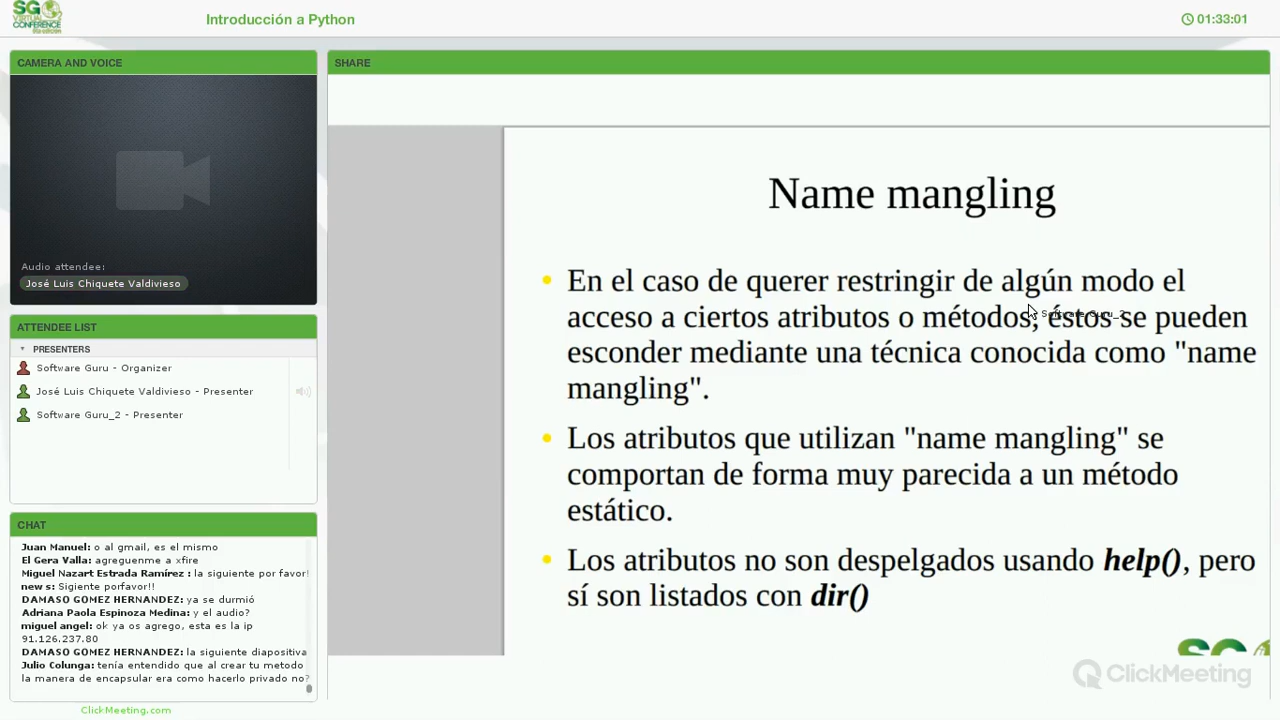 SG
VIRTUAL
CONFERENCE
Introducción a Python
01:33:01
CAMERA AND VOICE
Audio attendee:
José Luis Chiquete Valdivieso
ATTENDEE LIST
PRESENTERS
Software Guru - Organizer
José Luis Chiquete Valdivieso - Presenter
Software Guru_2 - Presenter
CHAT
Juan Manuel: o al gmail, es el mismo
El Gera Valla: agreguenme a xfire
Miguel Nazart Estrada Ramírez : la siguiente por favor!
new s: Sigiente porfavor!!
DAMASO GOMEZ HERNANDEZ: ya se durmió
Adriana Paola Espinoza Medina: y el audio?
miguel angel: ok ya os agrego, esta es la ip
91.126.237.80
DAMASO GOMEZ HERNANDEZ: la siguiente diapositiva
Julio Colunga: tenía entendido que al crear tu metodo
la manera de encapsular era como hacerlo privado no?
ClickMeeting.com
SHARE
Name mangling
En el caso de querer restringir de algún modo el
acceso a ciertos atributos o métodos, éstos se pueden
esconder mediante una técnica conocida como "name
mangling".
Software Guru_2
Los atributos que utilizan "name mangling" se
comportan de forma muy parecida a un método
estático.
Los atributos no son despelgados usando help(), pero
sí son listados con dir()
SG
ClickMeeting